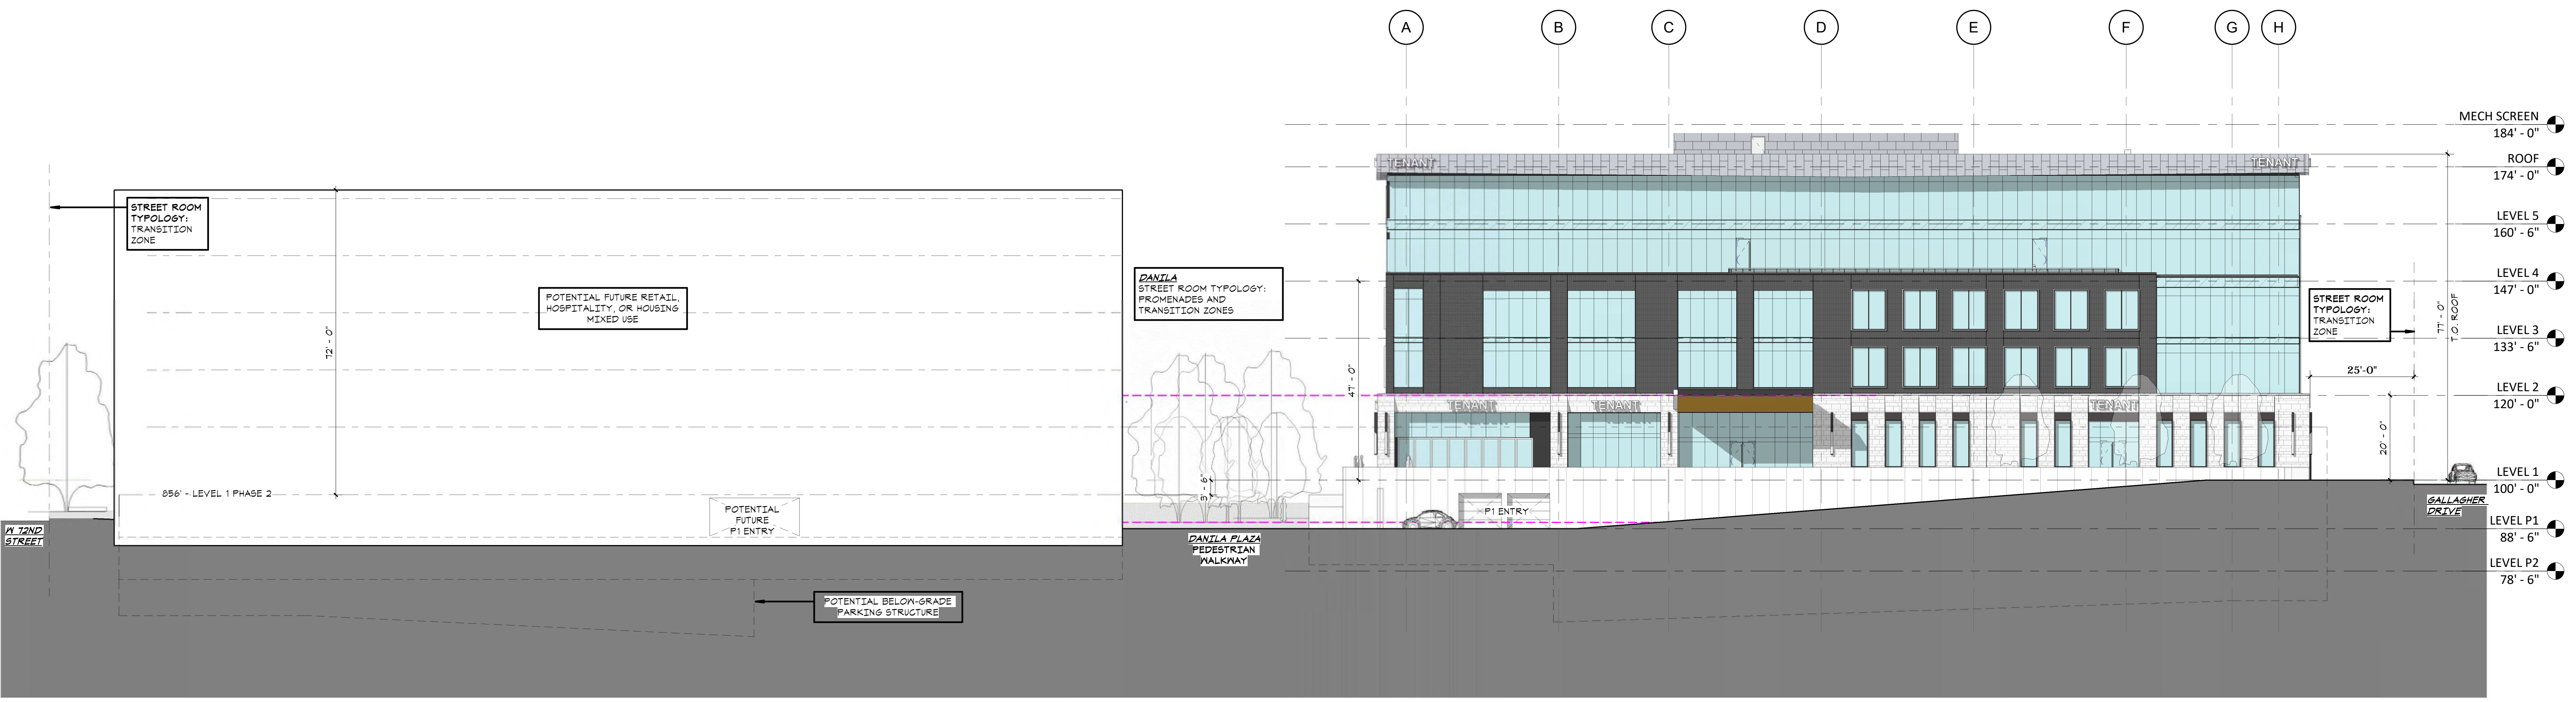 A
B
C
D
E
F
G
H
MECH SCREEN
184' - 0"
ROOF
174' - 0"
LEVEL 5
160' - 6"
LEVEL 4
147' - 0"
LEVEL 3
133' - 6"
LEVEL 2
120' - 0"
LEVEL 1
100' - 0"
LEVEL P1
88' - 6"
LEVEL P2
78' - 6"
STREET ROOM
TYPOLOGY:
TRANSITION
ZONE
72' - 0"
POTENTIAL FUTURE RETAIL,
HOSPITALITY, OR HOUSING
MIXED USE
856' - LEVEL 1 PHASE 2
POTENTIAL
FUTURE
P1 ENTRY
W 72ND
STREET
POTENTIAL BELOW-GRADE
PARKING STRUCTURE
DANILA
STREET ROOM TYPOLOGY:
PROMENADES AND
TRANSITION ZONES
DANILA PLAZA
PEDESTRIAN
WALKWAY
3' - 6"
47' - 0"
TENANT
TENANT
TENANT
TENANT
TENANT
P1 ENTRY
STREET ROOM
TYPOLOGY:
TRANSITION
ZONE
25'-0"
20' - 0"
77' - 0"
T.O. ROOF
GALLAGHER
DRIVE